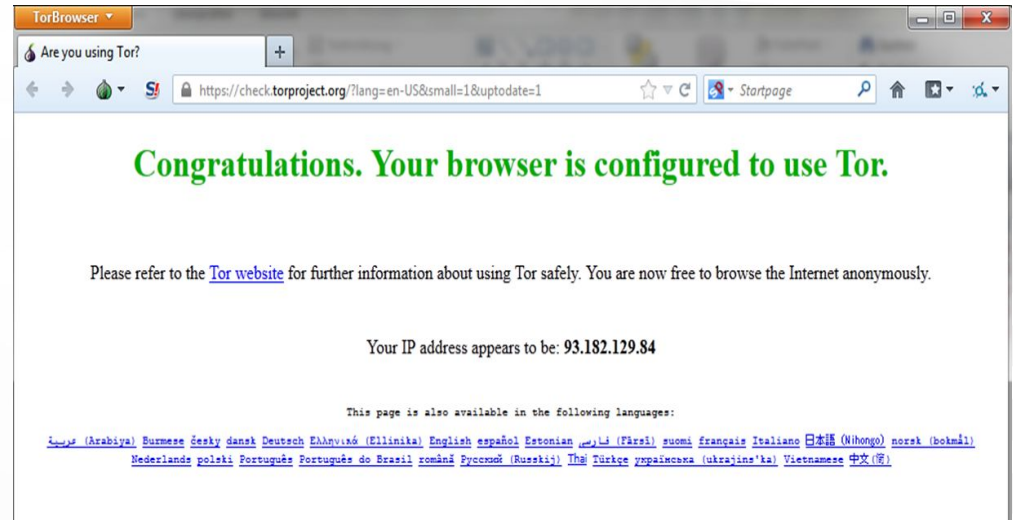 TorBrowser
Are you using Tor?
https://check.torproject.org/?lang=en-US&small=1&uptodate=1
Startpage
Congratulations. Your browser is configured to use Tor.
Please refer to the Tor website for further information about using Tor safely. You are now free to browse the Internet anonymously.
Your IP address appears to be: 93.182.129.84
This page is also available in the following languages:
عربية (Arabiya) Burmese česky dansk Deutsch Ελληνικά (Ellinika) English español Estonian فارسی (Fārsī) suomi français Italiano 日本語 (Nihongo) norsk (bokmål)
Nederlands polski Português Português do Brasil română Русский (Russkij) Thai Türkçe українська (ukrajins'ka) Vietnamese 中文(简)